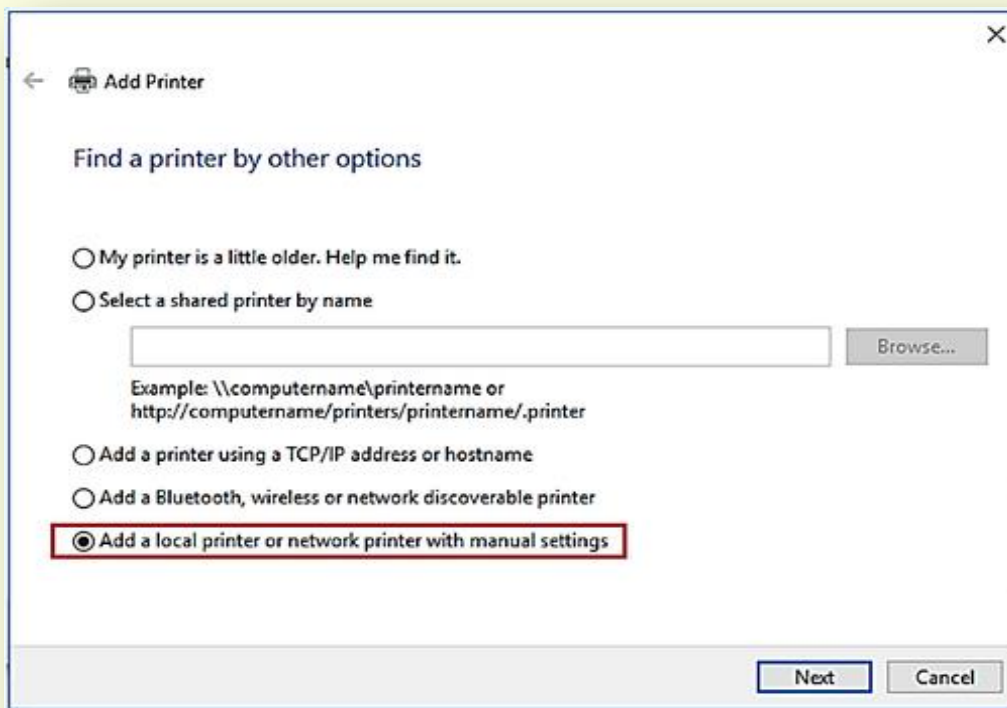 Add Printer
Find a printer by other options
My printer is a little older. Help me find it.
Select a shared printer by name
Browse...
Example: \\computername\printername or
http://computername/printers/printername/.printer
Add a printer using a TCP/IP address or hostname
Add a Bluetooth, wireless or network discoverable printer
Add a local printer or network printer with manual settings
Next
Cancel